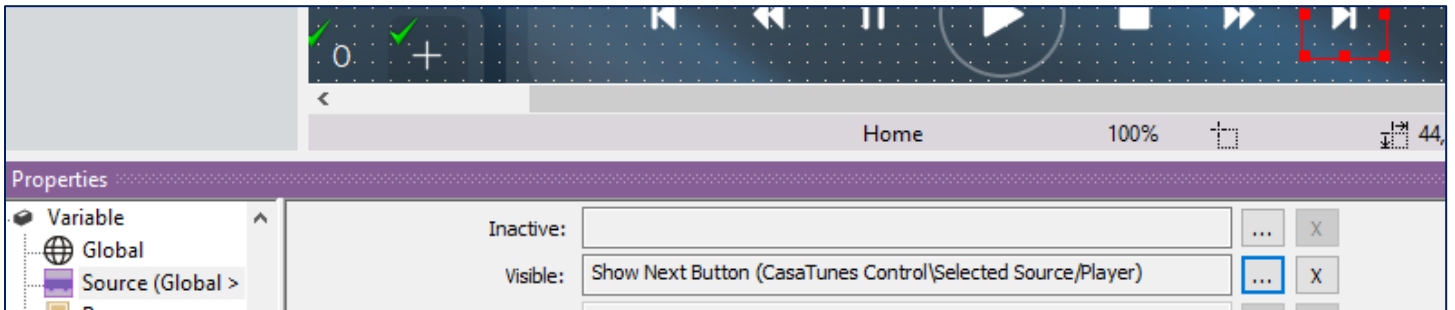 0 +
<
Home 100% 44,
Properties
Variable
Global
Source (Global >
Inactive: ... X
Visible: Show Next Button (CasaTunes Control\Selected Source/Player) ... X